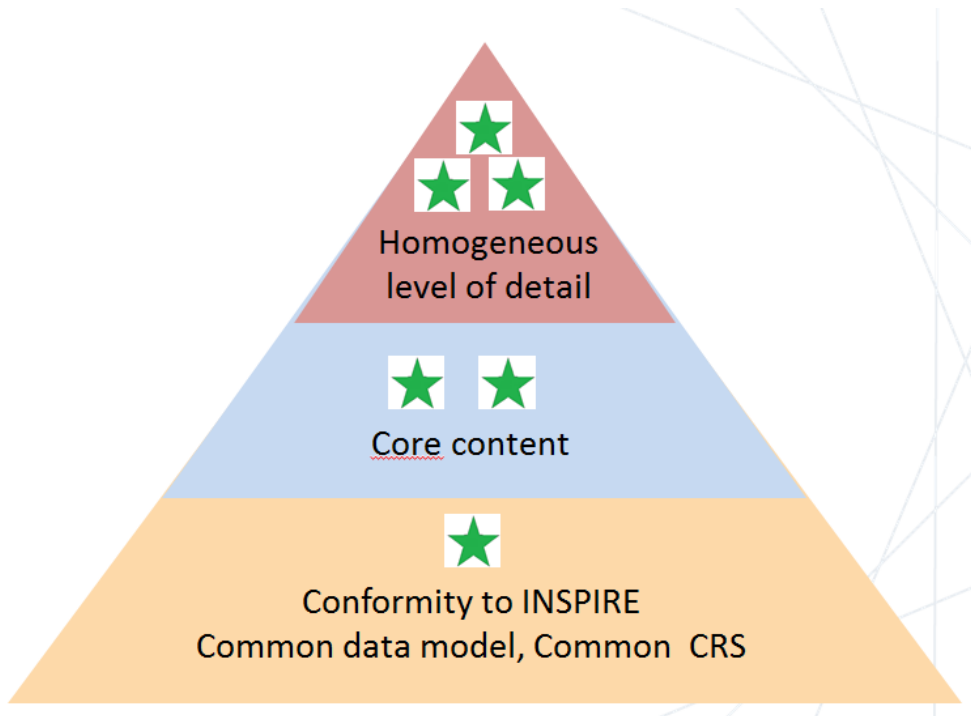 Homogeneous
level of detail
Core content
Conformity to INSPIRE
Common data model, Common CRS